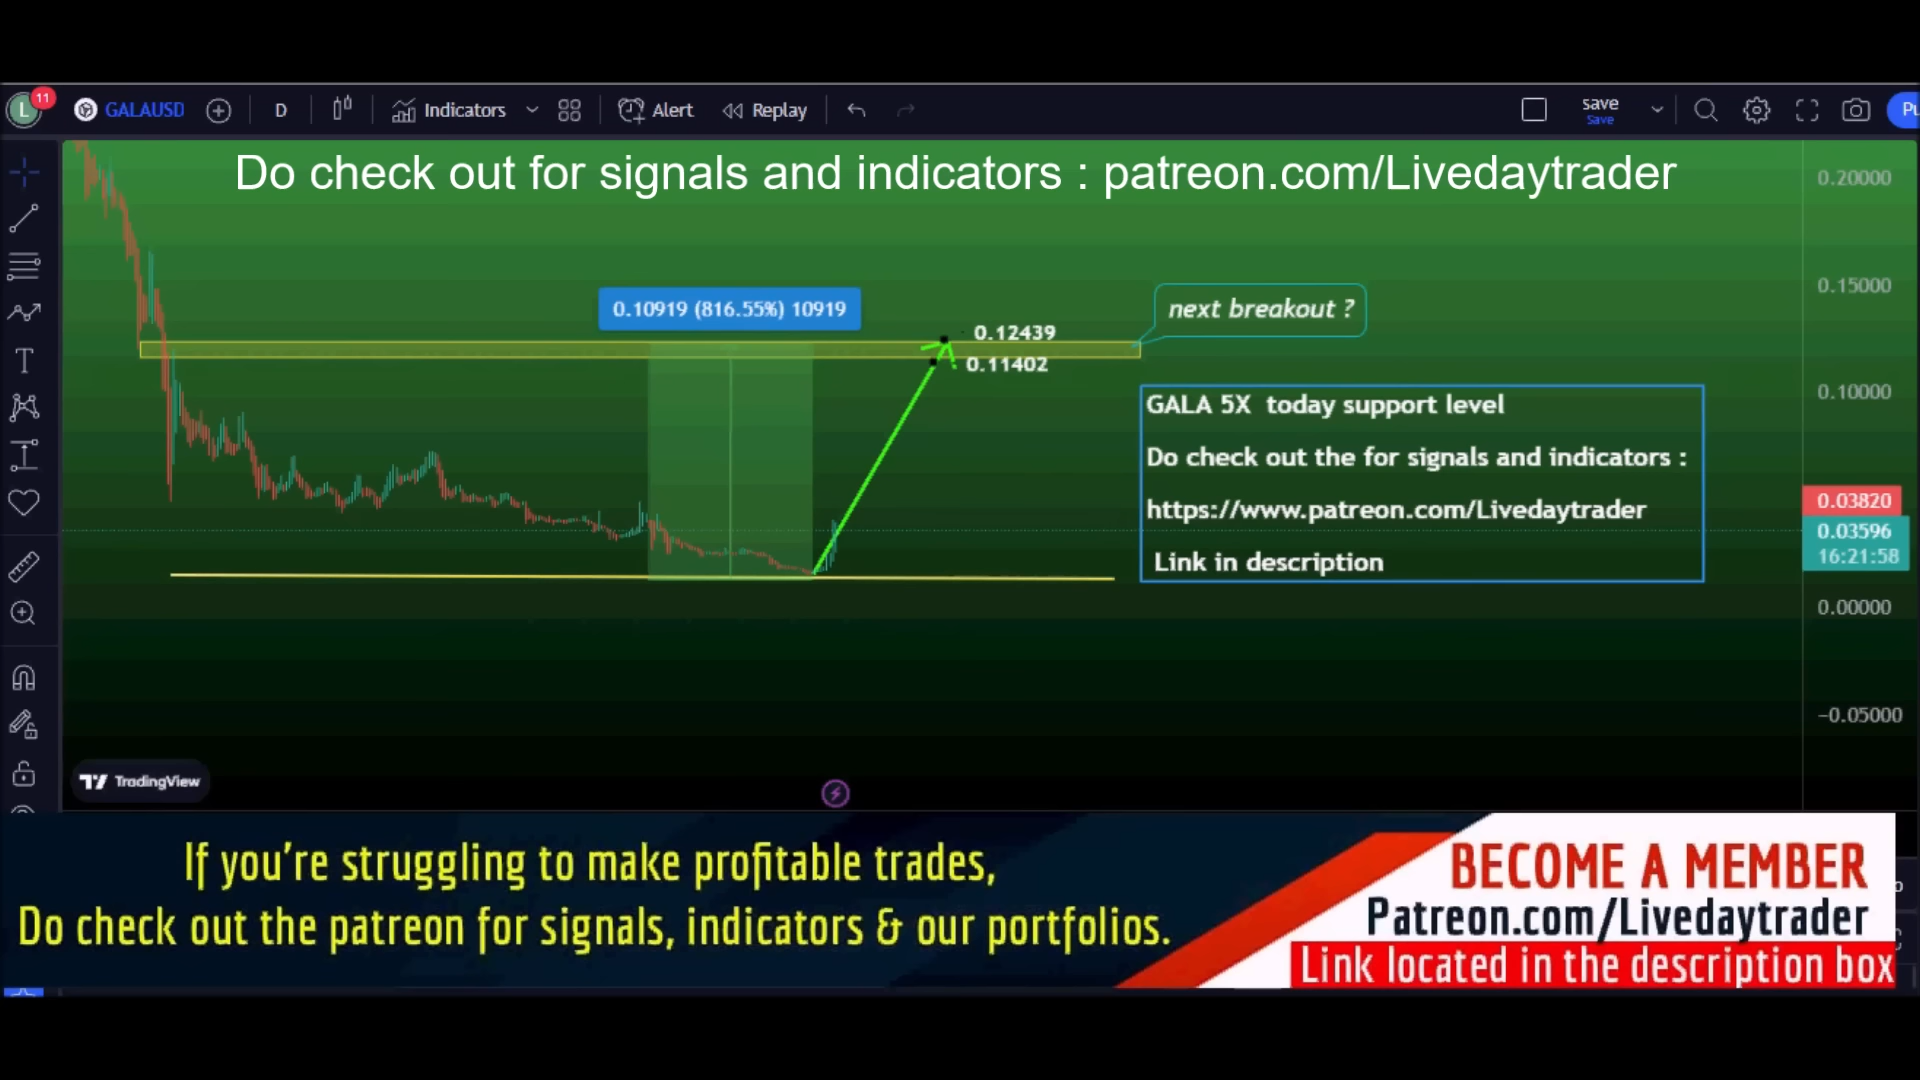 L 11 GALAUSD D Indicators Alert Replay save
Save
Do check out for signals and indicators : patreon.com/Livedaytrader
0.20000
0.15000
0.10919 (816.55%) 10919
next breakout ?
0.12439
0.11402
0.10000
GALA 5X today support level
Do check out the for signals and indicators :
https://www.patreon.com/Livedaytrader
Link in description
0.03820
0.03596
16:21:58
0.00000
−0.05000
TradingView
If you're struggling to make profitable trades,
Do check out the patreon for signals, indicators & our portfolios.
BECOME A MEMBER
Patreon.com/Livedaytrader
Link located in the description box